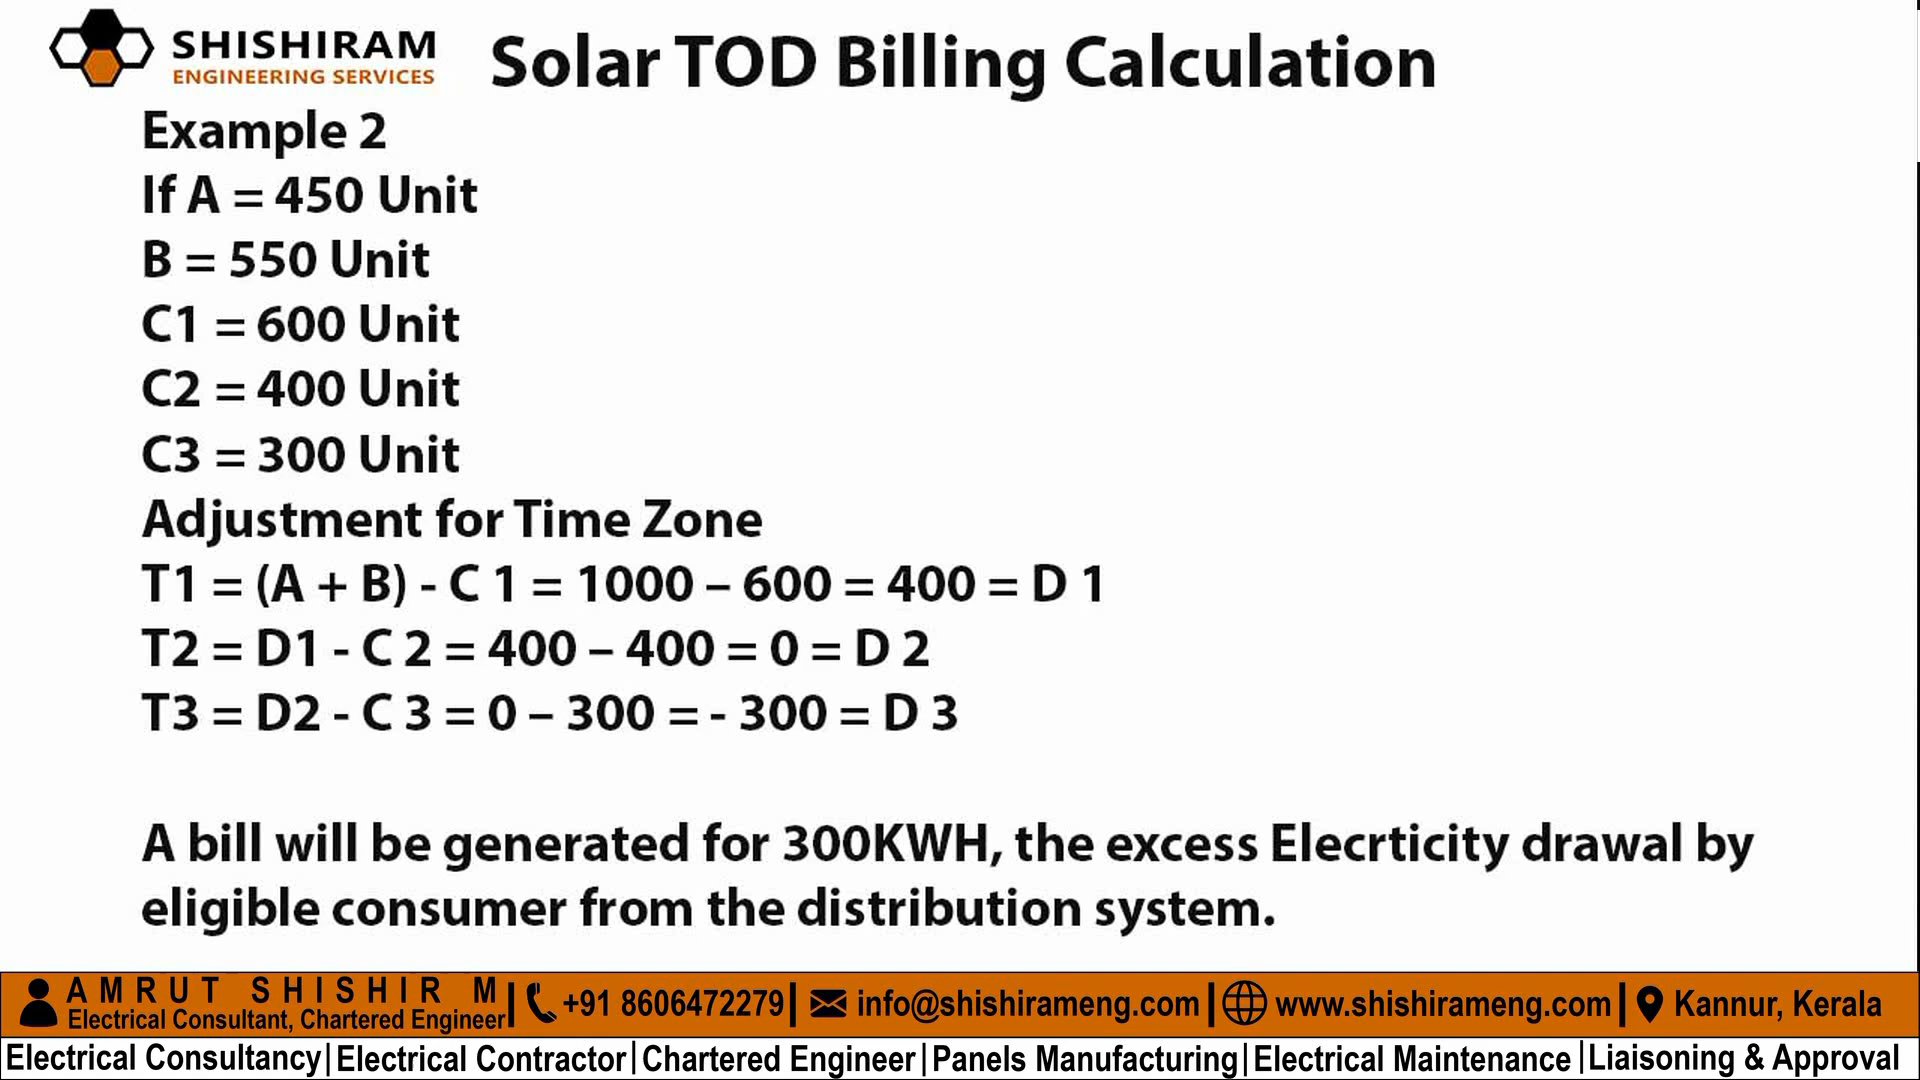 SHISHIRAM
ENGINEERING SERVICES
Solar TOD Billing Calculation
Example 2
If A = 450 Unit
B = 550 Unit
C1 = 600 Unit
C2 = 400 Unit
C3 = 300 Unit
Adjustment for Time Zone
T1 = (A + B) - C 1 = 1000 – 600 = 400 = D 1
T2 = D1 - C 2 = 400 – 400 = 0 = D 2
T3 = D2 - C 3 = 0 – 300 = - 300 = D 3
A bill will be generated for 300KWH, the excess Elecrticity drawal by
eligible consumer from the distribution system.
AMRUT SHISHIR M
Electrical Consultant, Chartered Engineer
+91 8606472279| info@shishirameng.com | www.shishirameng.com | Kannur, Kerala
Electrical Consultancy|Electrical Contractor|Chartered Engineer|Panels Manufacturing|Electrical Maintenance |Liaisoning & Approval